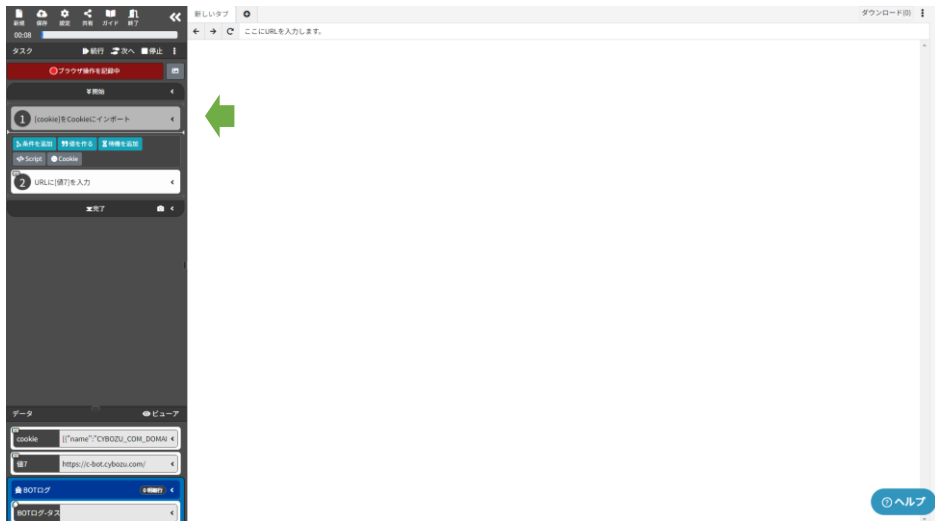 新規 保存 設定 共有 ガイド 終了
新しいタブ
ダウンロード(0)
00:08
ここにURLを入力します。
タスク 続行 次へ 停止
ブラウザ操作を記録中
開始
1 [cookie]をCookieにインポート
条件を追加 値を作る 待機を追加
Script Cookie
2 URLに[値7]を入力
完了
データ ビューア
cookie [{"name":"CYBOZU_COM_DOMAI
値7 https://c-bot.cybozu.com/
BOTログ
BOTログ-タス
ヘルプ